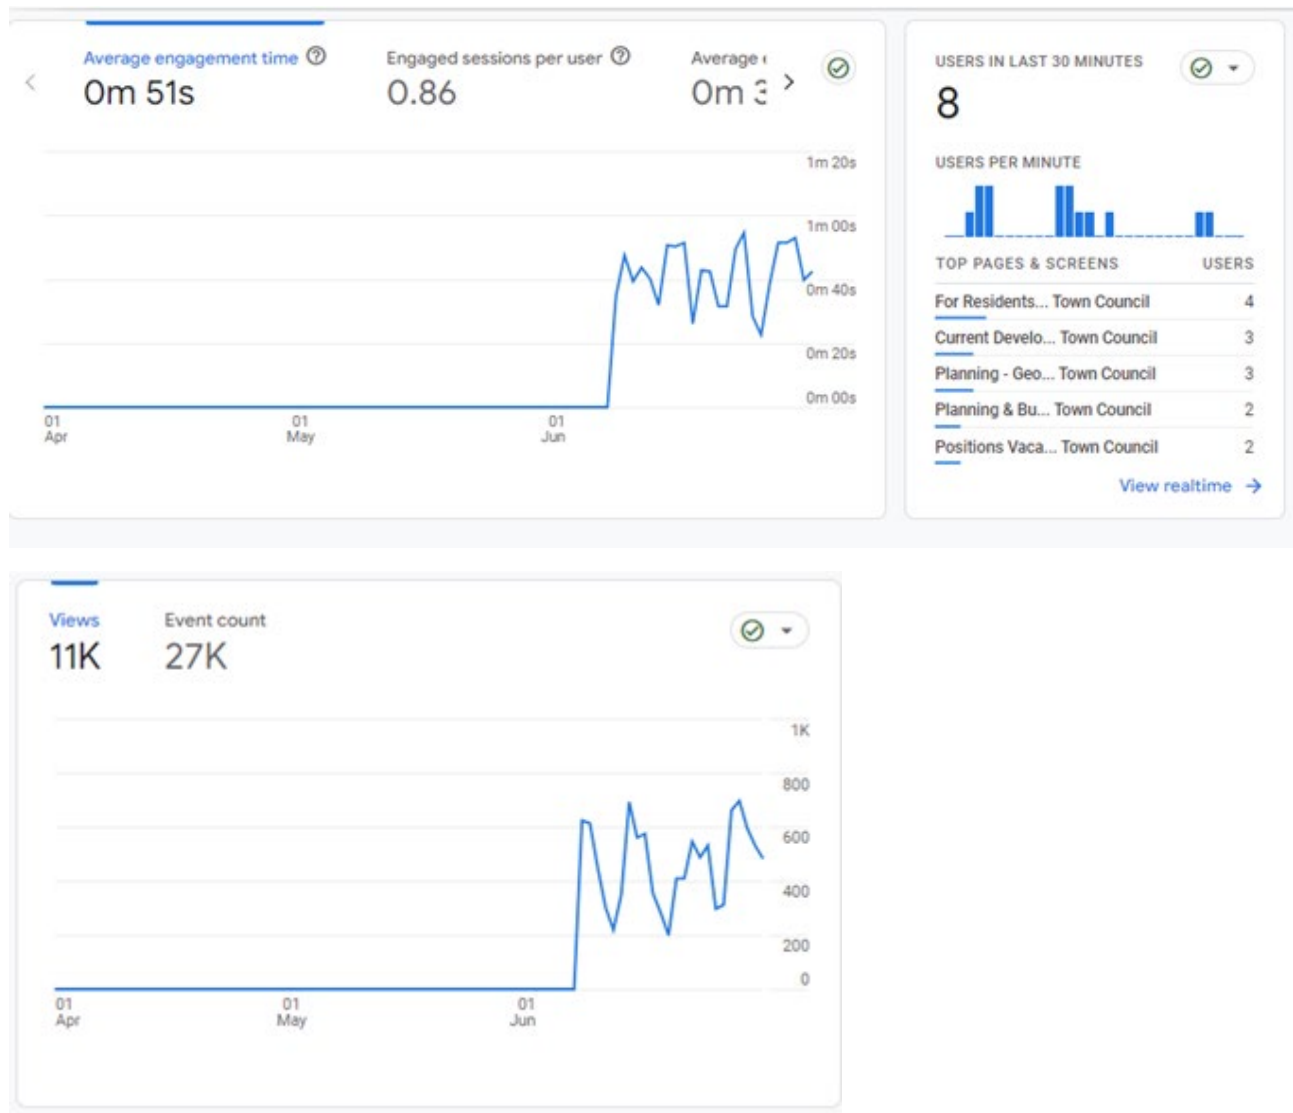 Average engagement time
0m 51s
Engaged sessions per user
0.86
Average
0m
1m 20s
1m 00s
0m 40s
0m 20s
0m 00s
01 Apr
01 May
01 Jun
USERS IN LAST 30 MINUTES
8
USERS PER MINUTE
TOP PAGES & SCREENS USERS
For Residents... Town Council 4
Current Develo... Town Council 3
Planning - Geo... Town Council 3
Planning & Bu... Town Council 2
Positions Vaca... Town Council 2
View realtime
Views
11K
Event count
27K
1K
800
600
400
200
0
01 Apr
01 May
01 Jun